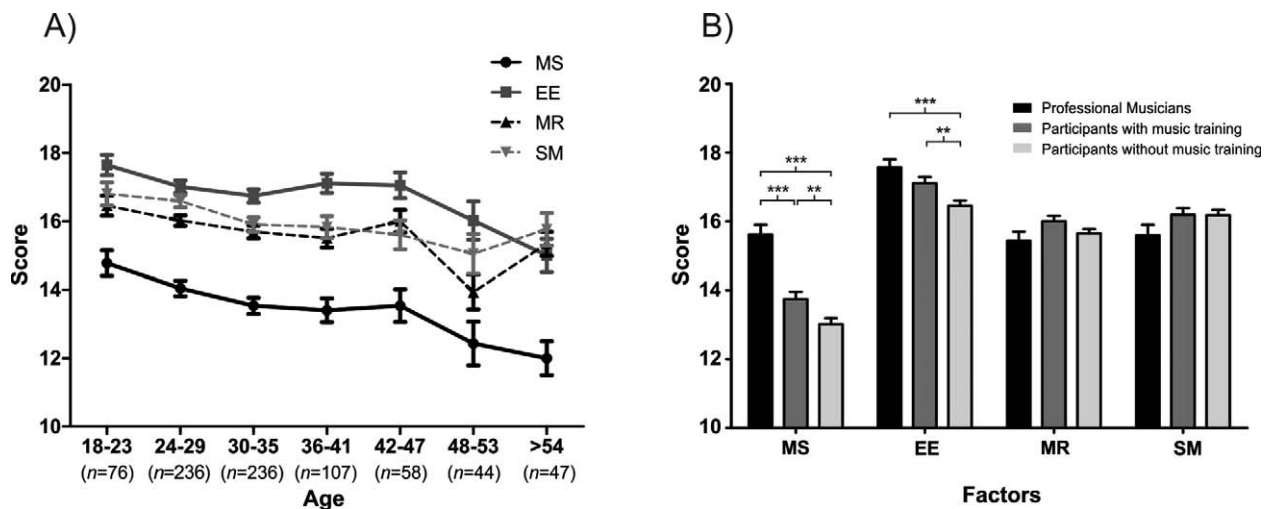 A)
MS
EE
MR
SM
20
18
16
14
12
10
Score
18-23 24-29 30-35 36-41 42-47 48-53 >54
(n=76) (n=236) (n=236) (n=107) (n=58) (n=44) (n=47)
Age
B)
Professional Musicians
Participants with music training
Participants without music training
20
18
16
14
12
10
Score
***
***
**
***
**
MS EE MR SM
Factors